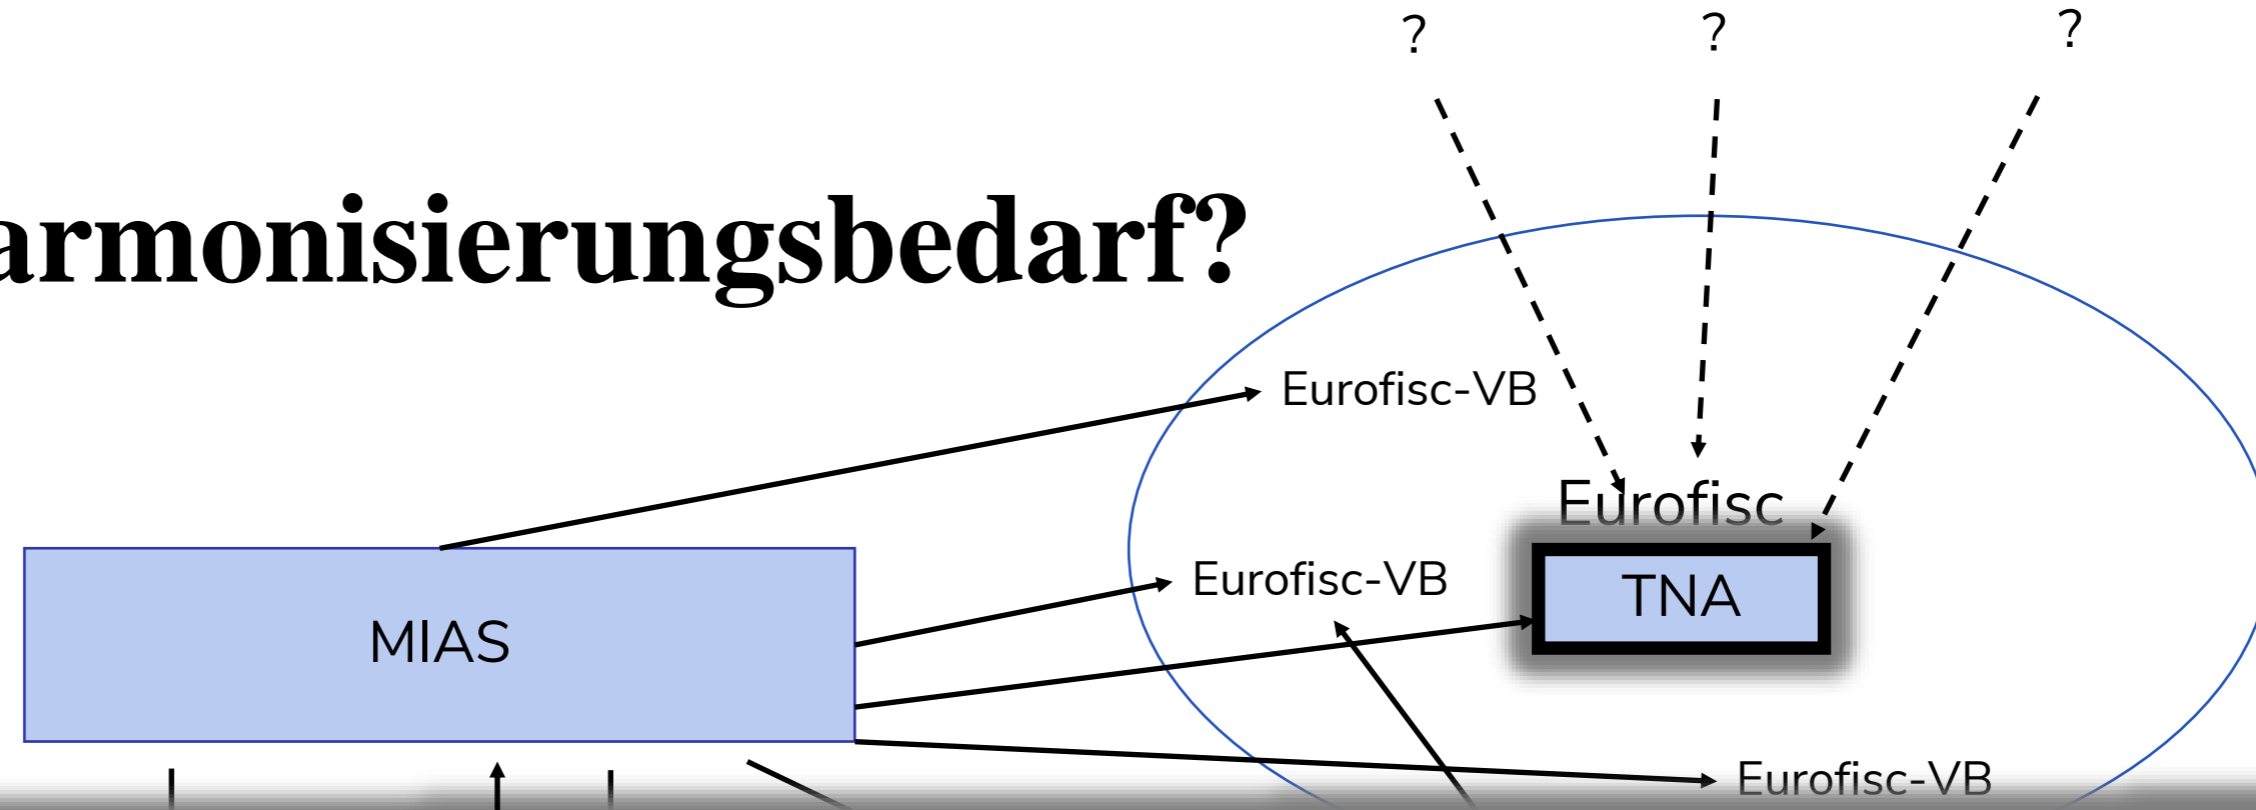 ? ? ?
armonisierungsbedarf?
Eurofisc-VB
Eurofisc
Eurofisc-VB
TNA
MIAS
Eurofisc-VB